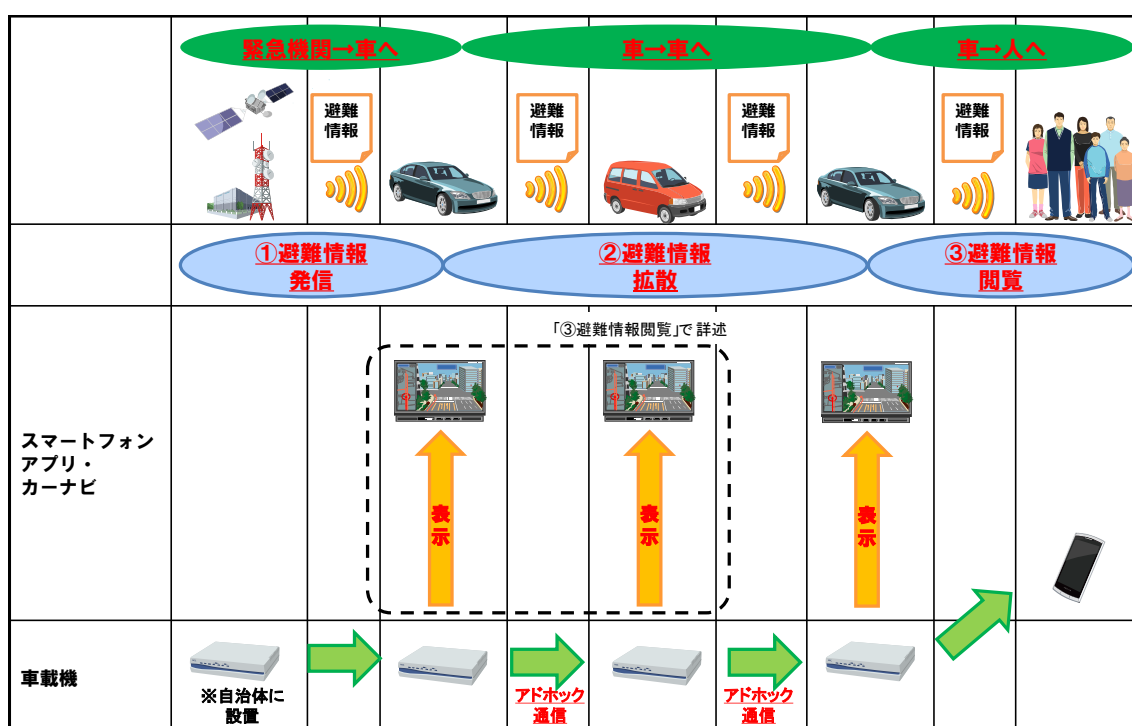 緊急機関→車へ
車→車へ
車→人へ
避難
情報
避難
情報
避難
情報
避難
情報
①避難情報
発信
②避難情報
拡散
③避難情報
閲覧
「③避難情報閲覧」で詳述
スマートフォン
アプリ・
カーナビ
表
示
表
示
表
示
車載機
※自治体に
設置
アドホック
通信
アドホック
通信